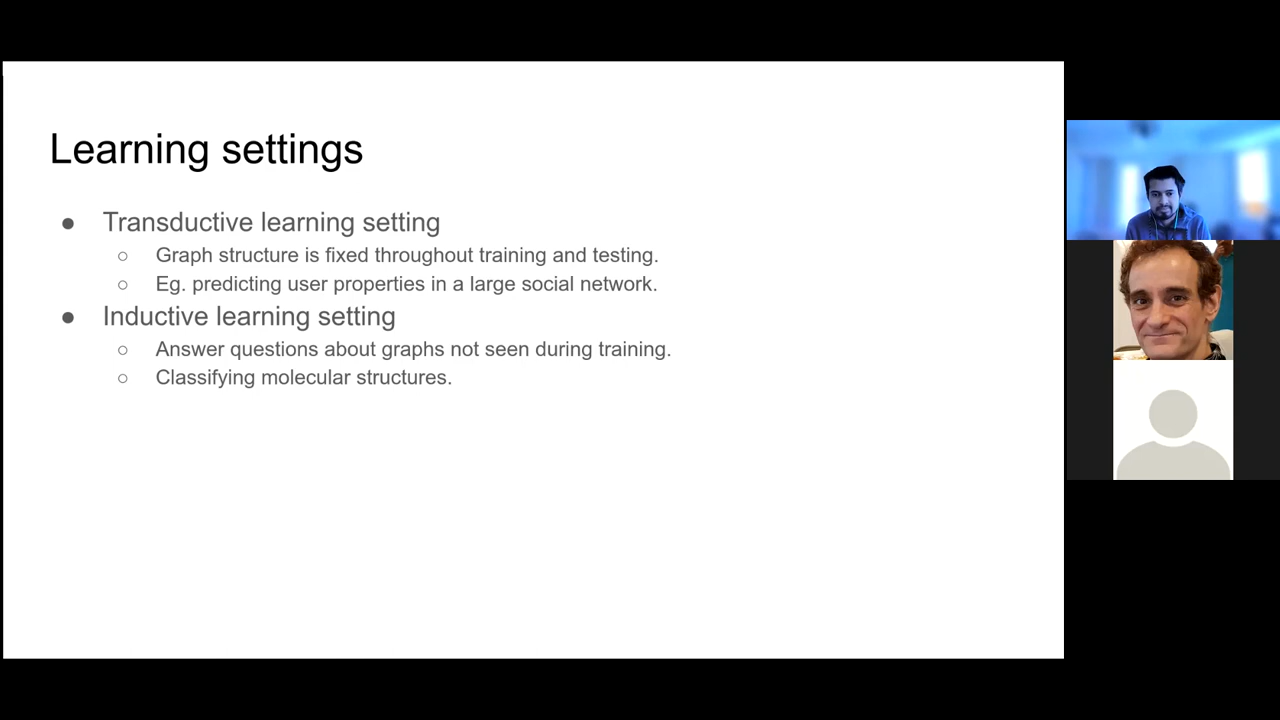 Learning settings
● Transductive learning setting
○ Graph structure is fixed throughout training and testing.
○ Eg. predicting user properties in a large social network.
● Inductive learning setting
○ Answer questions about graphs not seen during training.
○ Classifying molecular structures.